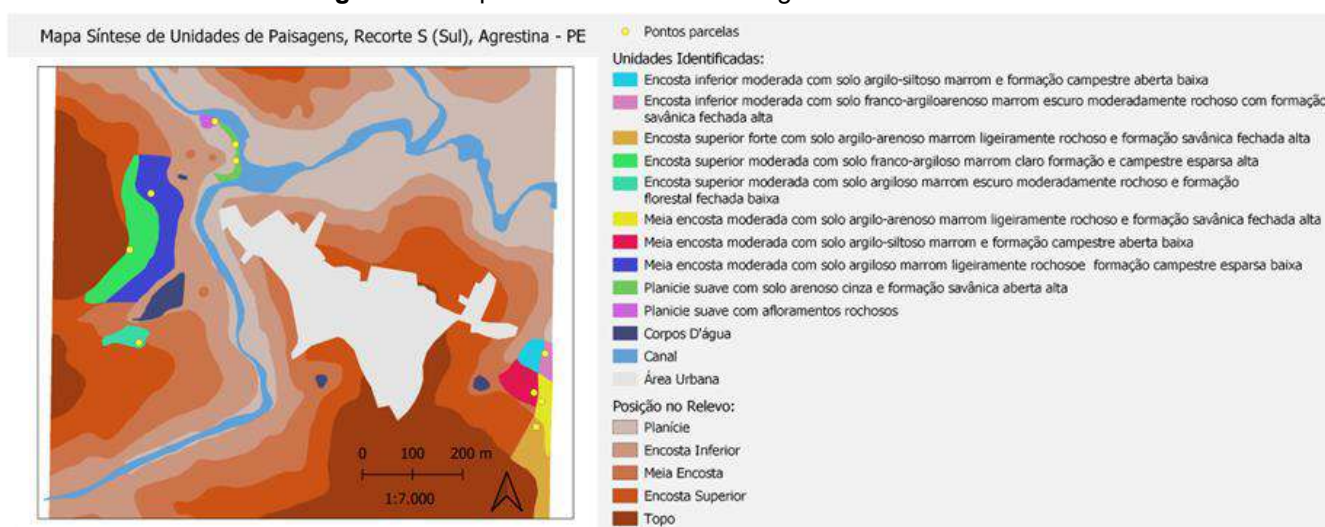 Mapa Síntese de Unidades de Paisagens, Recorte S (Sul), Agrestina - PE
0 100 200 m
1:7.000
Pontos parcelas
Unidades Identificadas:
Encosta inferior moderada com solo argilo-siltoso marrom e formação campestre aberta baixa
Encosta inferior moderada com solo franco-argiloarenoso marrom escuro moderadamente rochoso com formação
savânica fechada alta
Encosta superior forte com solo argilo-arenoso marrom ligeiramente rochoso e formação savânica fechada alta
Encosta superior moderada com solo franco-argiloso marrom claro formação e campestre esparsa alta
Encosta superior moderada com solo argiloso marrom escuro moderadamente rochoso e formação
florestal fechada baixa
Meia encosta moderada com solo argilo-arenoso marrom ligeiramente rochoso e formação savânica fechada alta
Meia encosta moderada com solo argilo-siltoso marrom e formação campestre aberta baixa
Meia encosta moderada com solo argiloso marrom ligeiramente rochosoe formação campestre esparsa baixa
Planicie suave com solo arenoso cinza e formação savânica aberta alta
Planicie suave com afloramentos rochosos
Corpos D'água
Canal
Área Urbana
Posição no Relevo:
Planície
Encosta Inferior
Meia Encosta
Encosta Superior
Topo